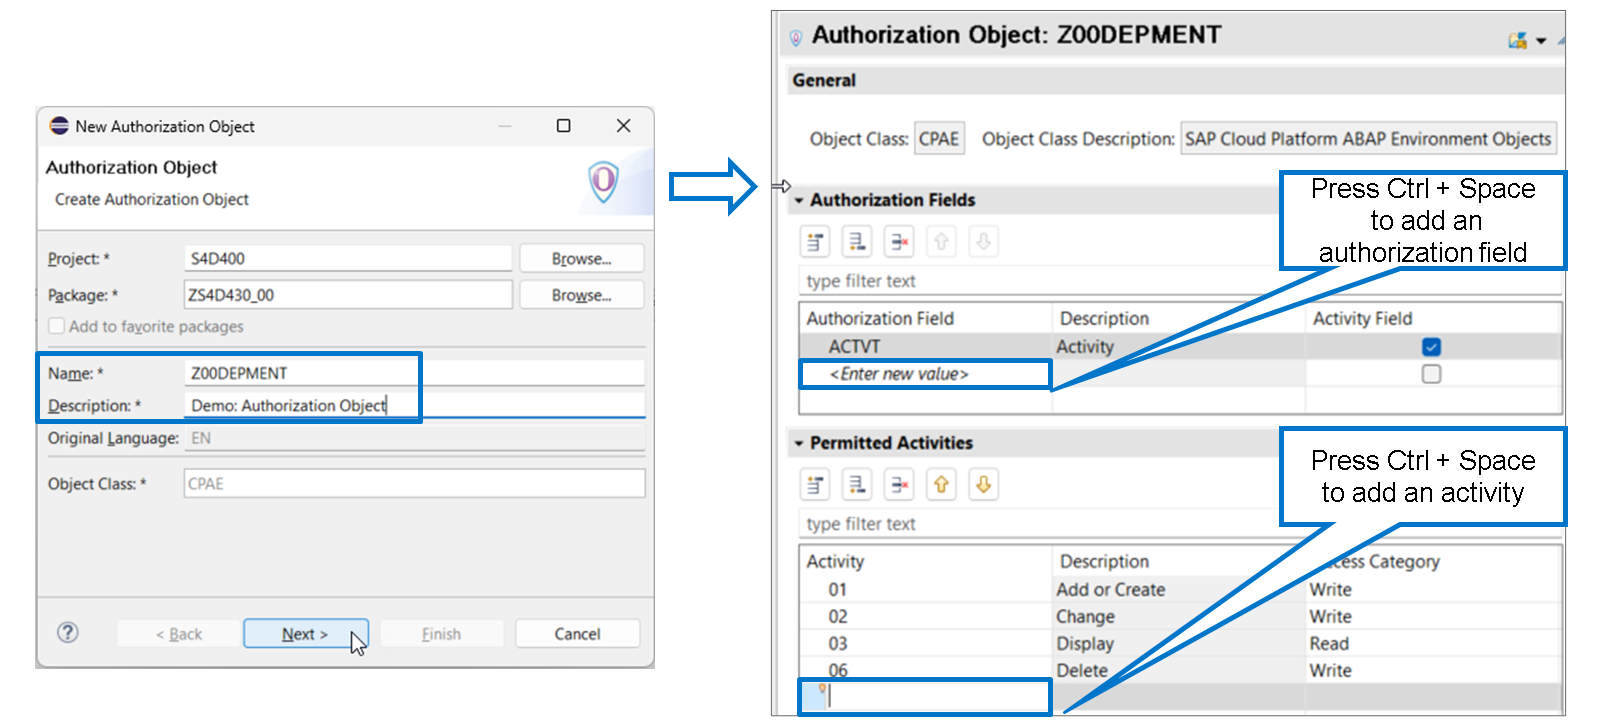 New Authorization Object
Authorization Object
Create Authorization Object
Project: * S4D400 Browse...
Package: * ZS4D430_00 Browse...
Add to favorite packages
Name: * Z00DEPMENT
Description: * Demo: Authorization Object
Original Language: EN
Object Class: * CPAE
? < Back Next > Finish Cancel
Authorization Object: Z00DEPMENT
General
Object Class: CPAE Object Class Description: SAP Cloud Platform ABAP Environment Objects
Authorization Fields
Press Ctrl + Space
to add an
authorization field
type filter text
Authorization Field Description Activity Field
ACTVT Activity
<Enter new value>
Permitted Activities
Press Ctrl + Space
to add an activity
type filter text
Activity Description cess Category
01 Add or Create Write
02 Change Write
03 Display Read
06 Delete Write